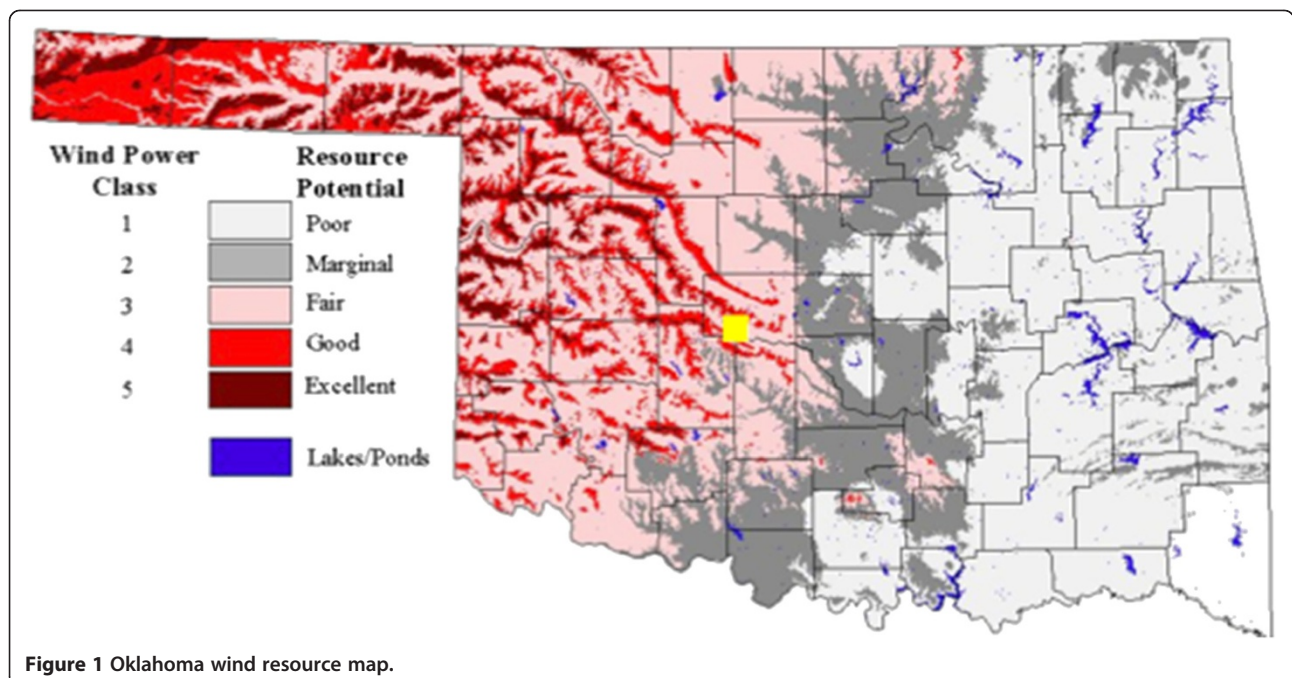 Wind Power Resource
Class Potential
1 Poor
2 Marginal
3 Fair
4 Good
5 Excellent
Lakes/Ponds
Figure 1 Oklahoma wind resource map.